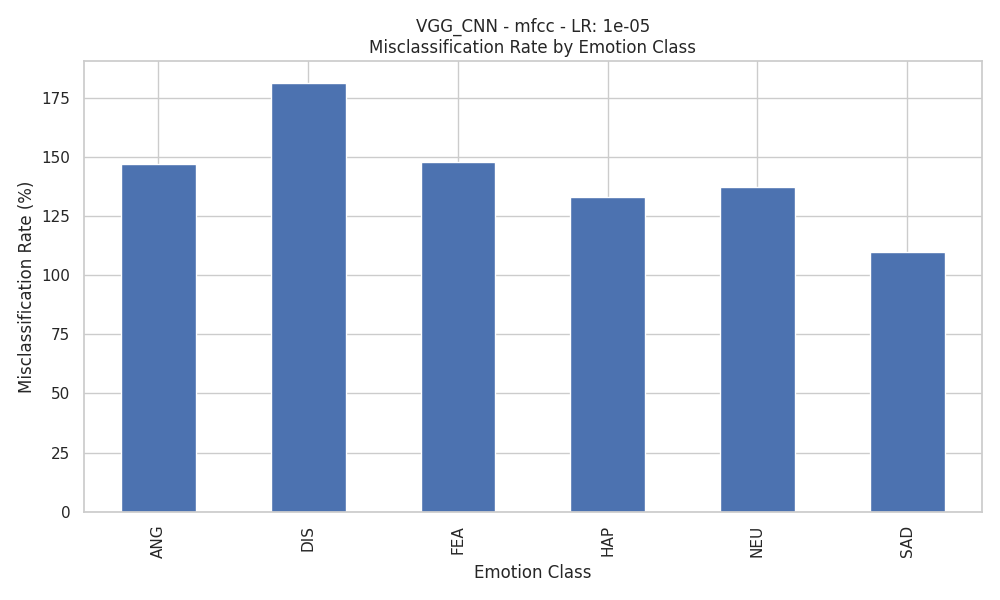 VGG_CNN - mfcc - LR: 1e-05
Misclassification Rate by Emotion Class
Misclassification Rate (%)
175
150
125
100
75
50
25
0
ANG
DIS
FEA
HAP
NEU
SAD
Emotion Class